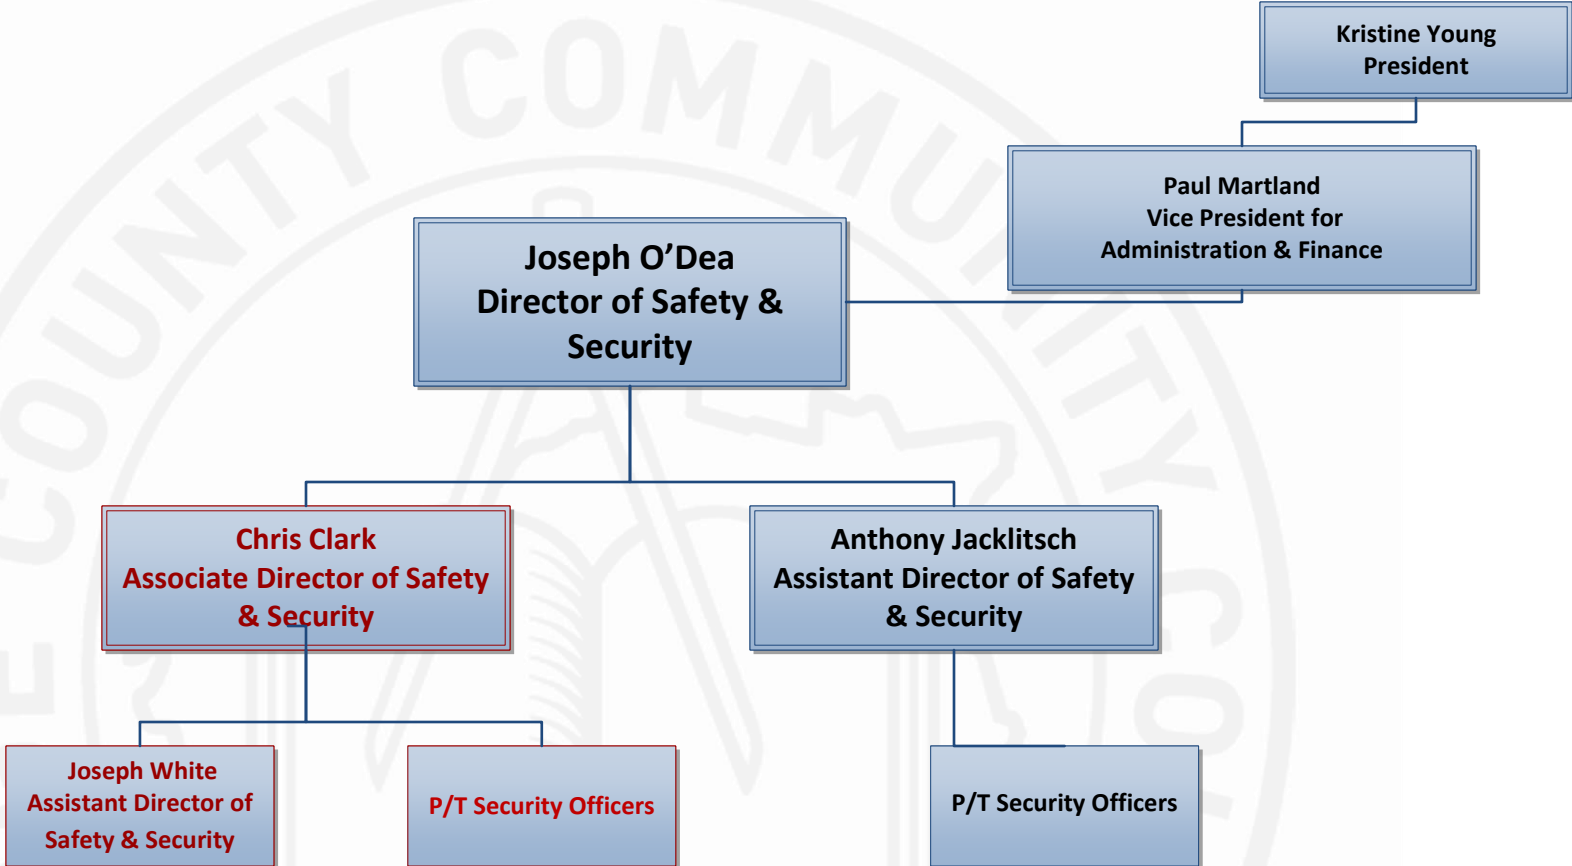 COUNTY COMMUNITY
Kristine Young
President
Paul Martland
Vice President for
Administration & Finance
Joseph O’Dea
Director of Safety &
Security
Chris Clark
Associate Director of Safety
& Security
Anthony Jacklitsch
Assistant Director of Safety
& Security
Joseph White
Assistant Director of
Safety & Security
P/T Security Officers
P/T Security Officers